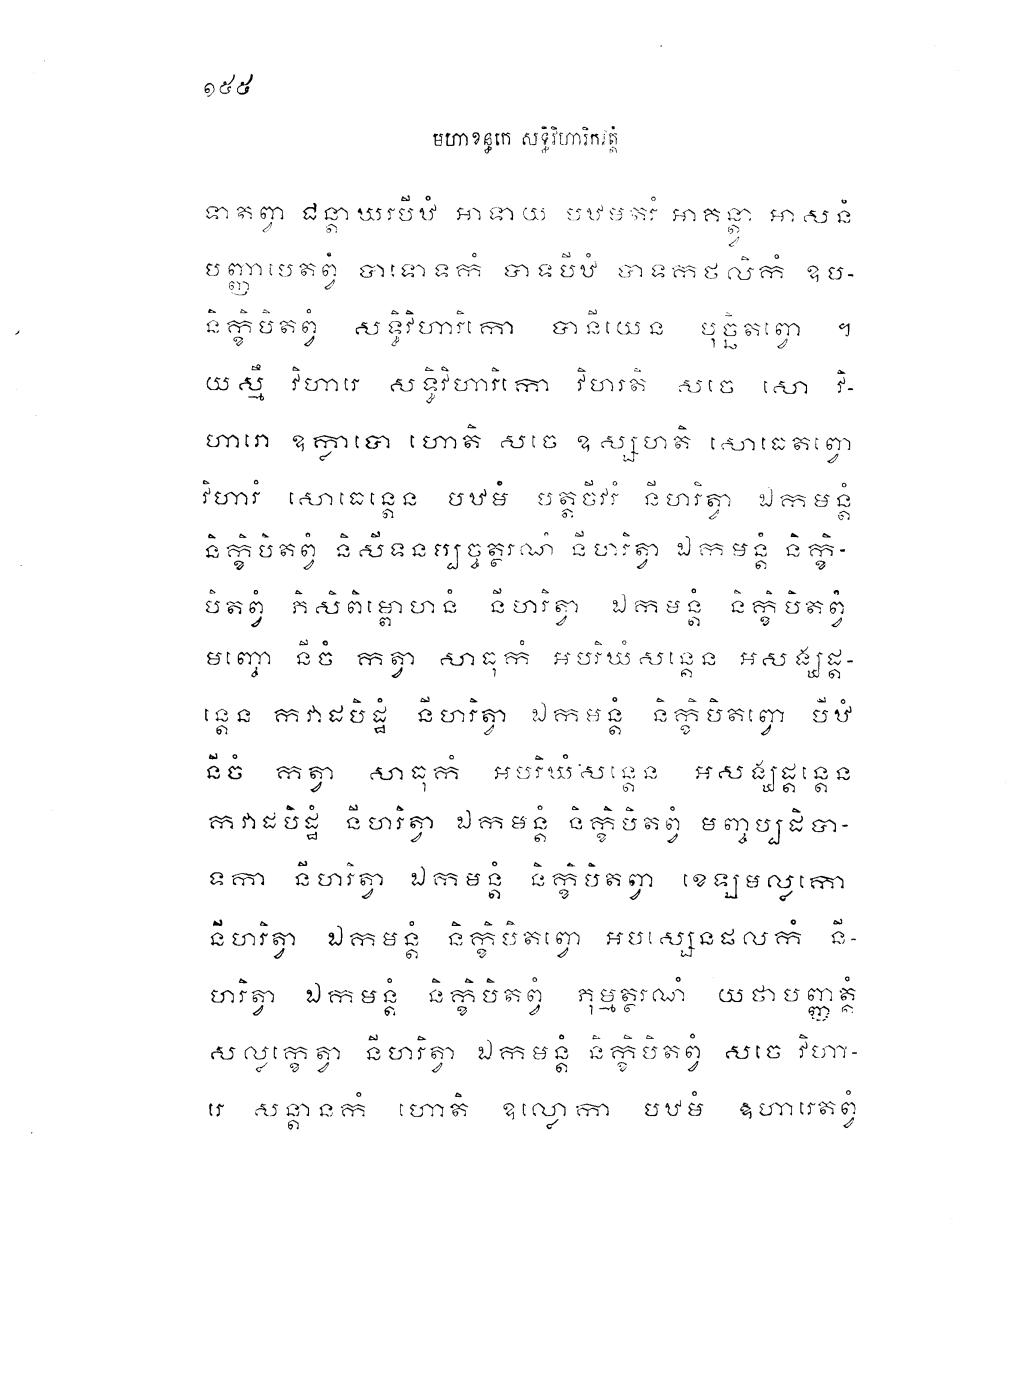 ១៥៥
មហាខន្ធកេ សទ្ធិវិហារិកវត្តំ
ទាតព្វា ជន្តាឃរបីឋំ អាទាយ បឋមតរំ អាគន្ត្វា អាសនំ
បញ្ញាបេតព្វំ បាទោទកំ បាទបីឋំ បាទកថលិកំ ឧប-
និក្ខិបិតព្វំ សទ្ធិវិហារិកោ បានីយេន បុច្ឆិតព្វោ ។
យស្មឹ វិហារេ សទ្ធិវិហារិកោ វិហរតិ សចេ សោ វិ-
ហារោ ឧក្លាបោ ហោតិ សចេ ឧស្សហតិ សោធេតព្វោ
វិហារំ សោធេន្តេន បឋមំ បត្តចីវរំ នីហរិត្វា ឯកមន្តំ
និក្ខិបិតព្វំ និសីទនប្បច្ចត្ថរណំ នីហរិត្វា ឯកមន្តំ និក្ខិ-
បិតព្វំ ភិសិពិម្ពោហនំ នីហរិត្វា ឯកមន្តំ និក្ខិបិតព្វំ
មញ្ចោ នីចំ កត្វា សាធុកំ អបរិឃំសន្តេន អសង្ឃដ្ត-
ន្តេន កវាដបិដ្ឋំ នីហរិត្វា ឯកមន្តំ និក្ខិបិតព្វោ បីឋំ
នីចំ កត្វា សាធុកំ អបរិឃំសន្តេន អសង្ឃដ្តន្តេន
កវាដបិដ្ឋំ នីហរិត្វា ឯកមន្តំ និក្ខិបិតព្វំ មញ្ចប្បដិបា-
ទកា នីហរិត្វា ឯកមន្តំ និក្ខិបិតព្វា ខេឡមល្លកោ
នីហរិត្វា ឯកមន្តំ និក្ខិបិតព្វោ អបស្សេនផលកំ នី-
ហរិត្វា ឯកមន្តំ និក្ខិបិតព្វំ ភុម្មត្ថរណំ យថាបញ្ញត្តំ
សល្លក្ខេត្វា នីហរិត្វា ឯកមន្តំ និក្ខិបិតព្វំ សចេ វិហា-
រេ សន្តានកំ ហោតិ ឧល្លោកា បឋមំ ឧហារេតព្វំ